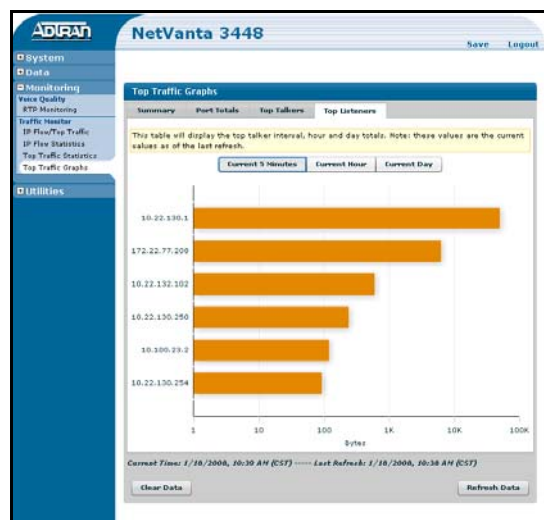 ADTRAN
NetVanta 3448
Save Logout
System
Data
Monitoring
Voice Quality
RTP Monitoring
Traffic Monitor
IP Flow/Top Traffic
IP Flow Statistics
Top Traffic Statistics
Top Traffic Graphs
Utilities
Top Traffic Graphs
Summary Port Totals Top Talkers Top Listeners
This table will display the top talker interval, hour and day totals. Note: these values are the current
values as of the last refresh.
Current 5 Minutes Current Hour Current Day
10.22.130.1
172.22.77.209
10.22.132.102
10.22.130.250
10.100.23.2
10.22.130.254
1 10 100 1K 10K 100K
Bytes
Current Time: 1/18/2008, 10:39 AM (CST) ----- Last Refresh: 1/18/2008, 10:38 AM (CST)
Clear Data Refresh Data